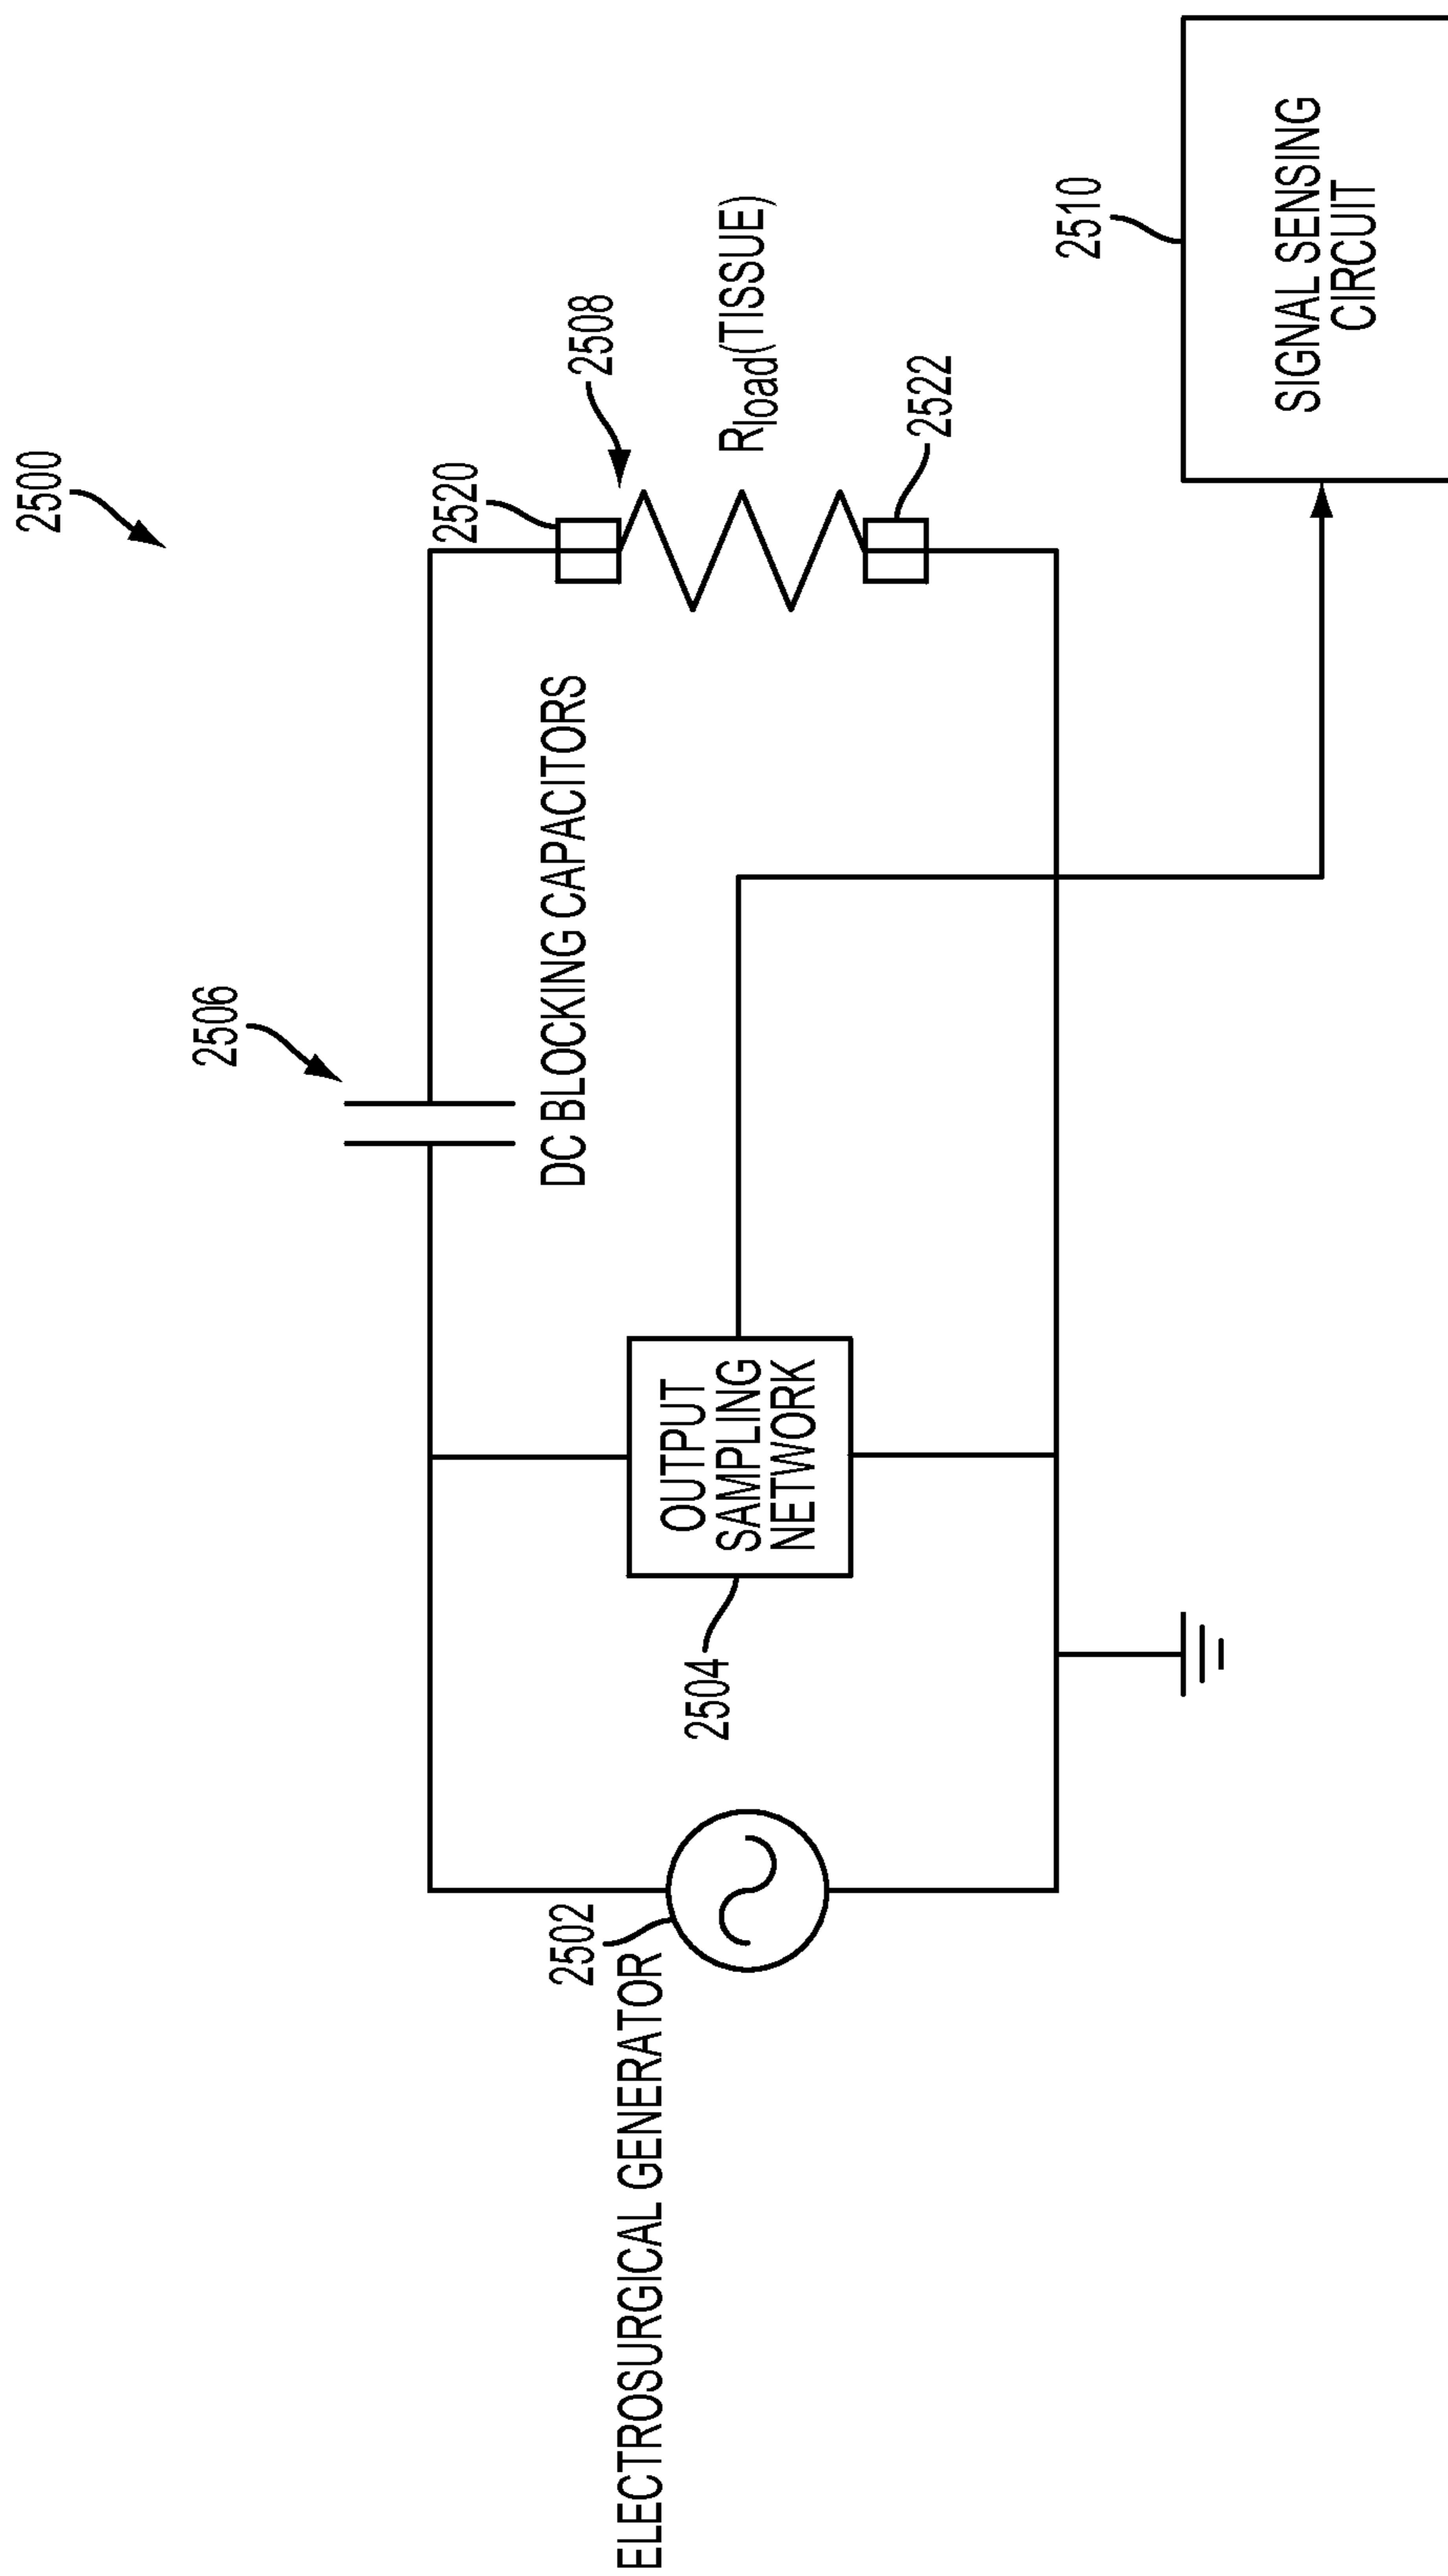 2500
2506
2520
2508
DC BLOCKING CAPACITORS
R_load(TISSUE)
2522
2502
ELECTROSURGICAL GENERATOR
2504
OUTPUT
SAMPLING
NETWORK
2510
SIGNAL SENSING
CIRCUIT